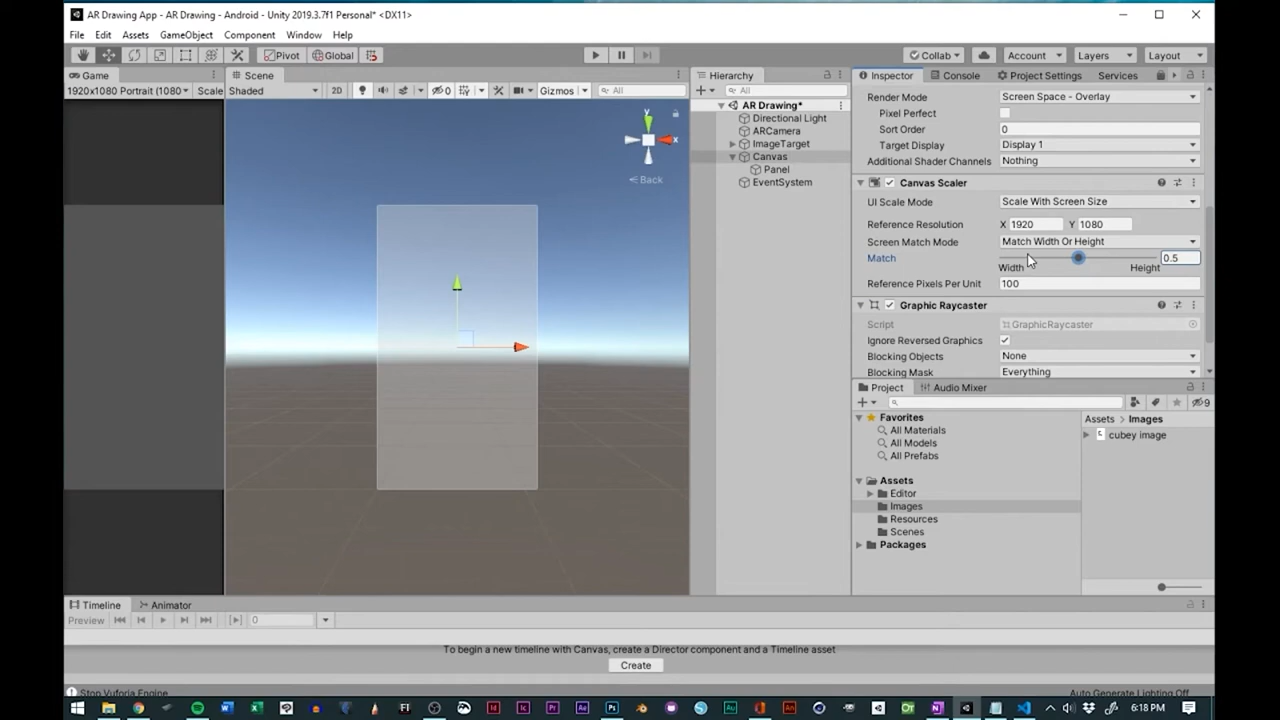 AR Drawing App - AR Drawing - Android - Unity 2019.3.7f1 Personal* <DX11>
File Edit Assets GameObject Component Window Help
Pivot Global Collab Account Layers Layout
Game Scene Hierarchy Inspector Console Project Settings Services
1920x1080 Portrait (1080 Scale Shaded 2D 0 Gizmos All All
AR Drawing*
Directional Light
ARCamera
ImageTarget
Canvas
Panel
EventSystem
y
x
Back
Render Mode Screen Space - Overlay
Pixel Perfect
Sort Order 0
Target Display Display 1
Additional Shader Channels Nothing
Canvas Scaler
UI Scale Mode Scale With Screen Size
Reference Resolution X 1920 Y 1080
Screen Match Mode Match Width Or Height
Match 0.5
Width Height
Reference Pixels Per Unit 100
Graphic Raycaster
Script GraphicRaycaster
Ignore Reversed Graphics
Blocking Objects None
Blocking Mask Everything
Project Audio Mixer
9
Favorites
All Materials
All Models
All Prefabs
Assets
Editor
Images
Resources
Scenes
Packages
Assets > Images
cubey image
Timeline Animator
Preview 0
To begin a new timeline with Canvas, create a Director component and a Timeline asset
Create
Stop Vuforia Engine Auto Generate Lighting Off
6:18 PM